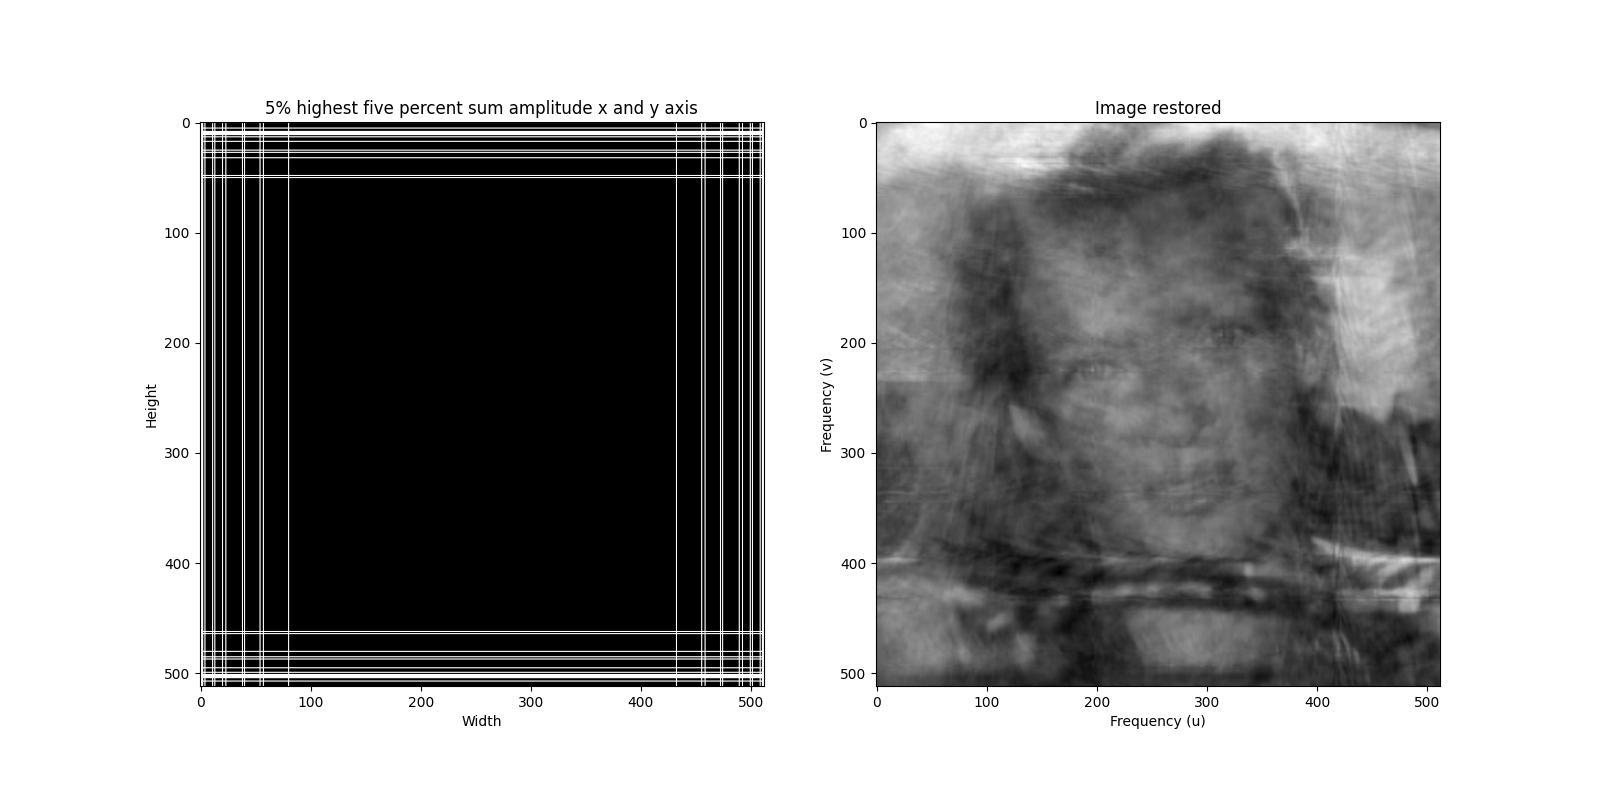 5% highest five percent sum amplitude x and y axis
0
100
200
300
400
500
Height
0 100 200 300 400 500
Width
Image restored
0
100
200
300
400
500
Frequency (v)
0 100 200 300 400 500
Frequency (u)